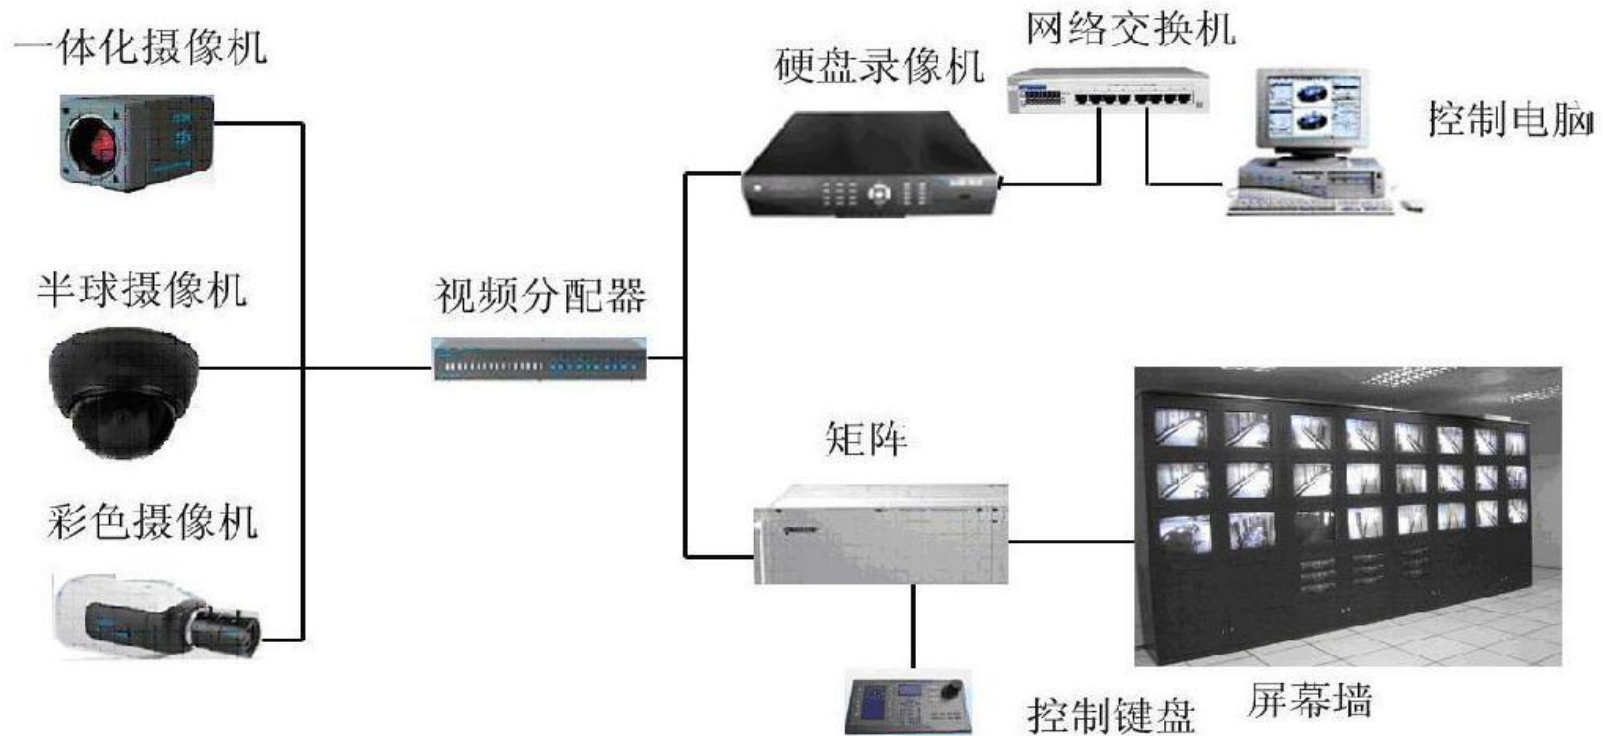 一体化摄像机
硬盘录像机
网络交换机
控制电脑
半球摄像机
视频分配器
矩阵
彩色摄像机
控制键盘
屏幕墙